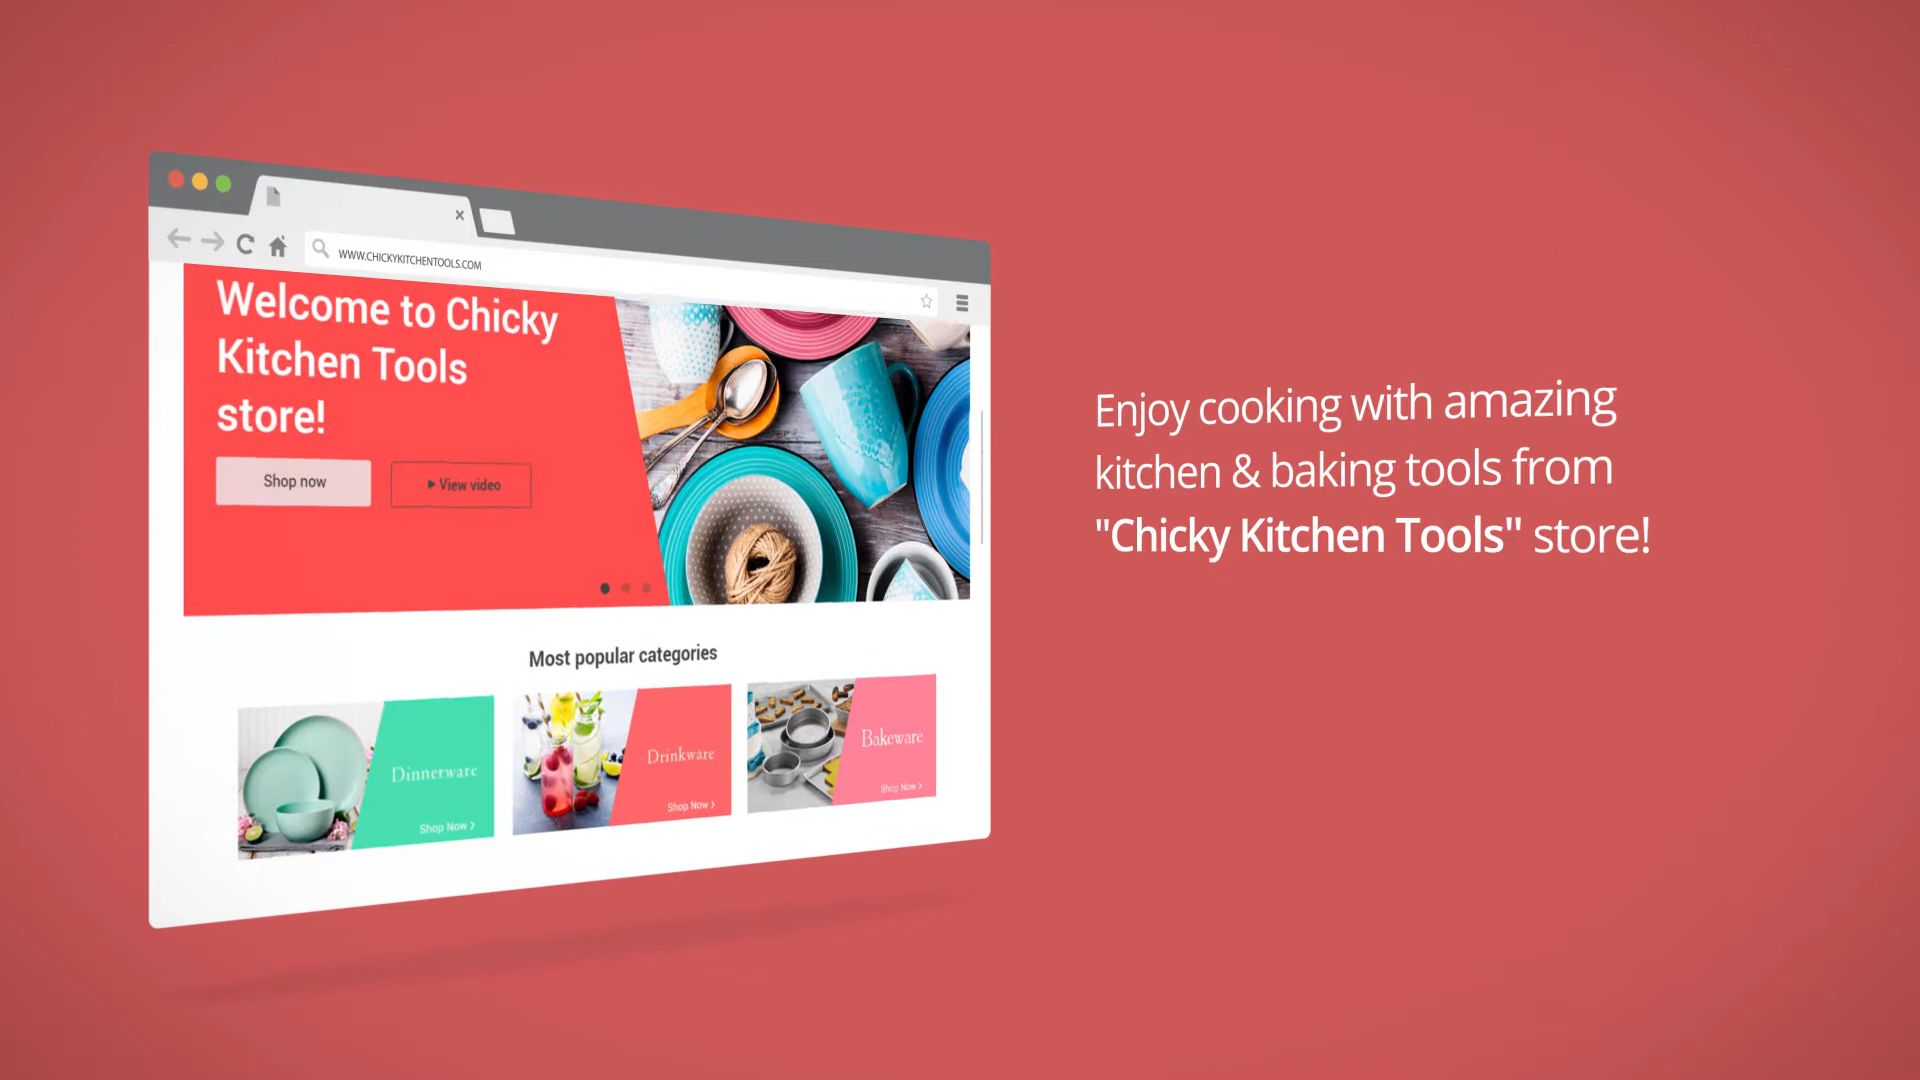 WWW.CHICKYKITCHENTOOLS.COM
Welcome to Chicky
Kitchen Tools
store!
Shop now
View video
Most popular categories
Dinnerware
Shop Now >
Drinkware
Shop Now >
Bakeware
Shop Now >
Enjoy cooking with amazing
kitchen & baking tools from
"Chicky Kitchen Tools" store!